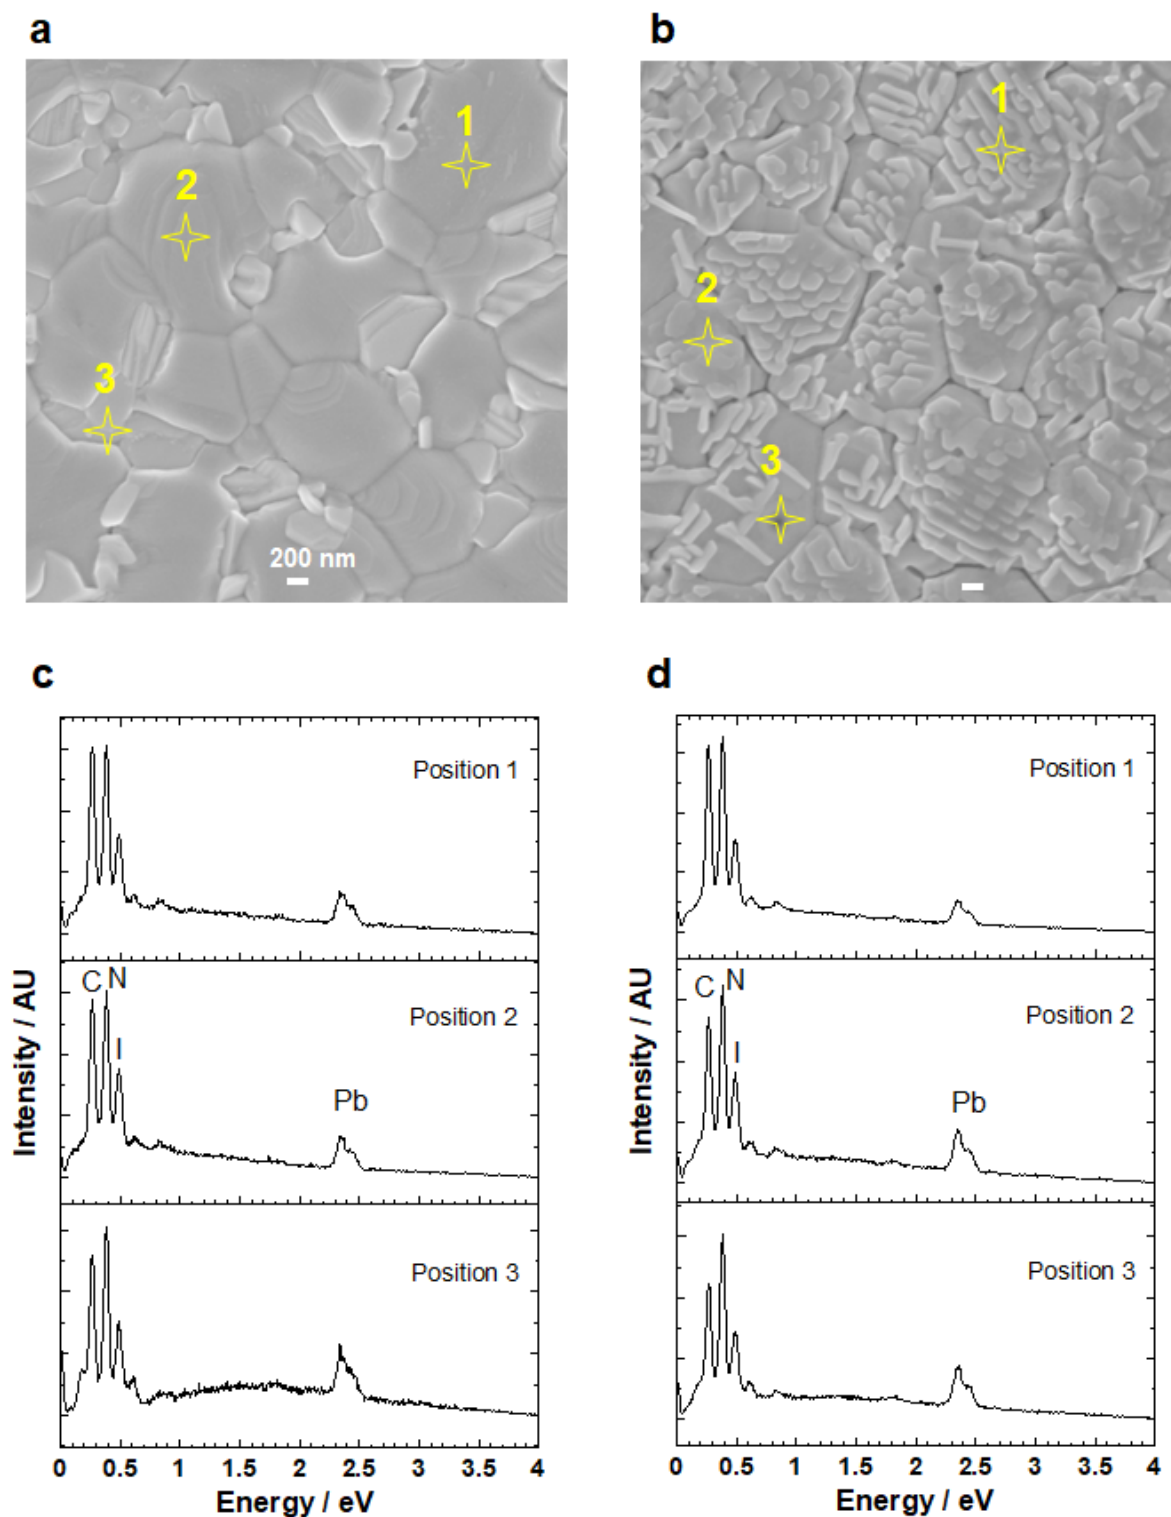 a
b
1
2
3
200 nm
1
2
3
c
d
Position 1
C
N
I
Pb
Position 2
Position 3
Intensity / AU
0 0.5 1 1.5 2 2.5 3 3.5 4
Energy / eV
Position 1
C
N
I
Pb
Position 2
Position 3
Intensity / AU
0 0.5 1 1.5 2 2.5 3 3.5 4
Energy / eV